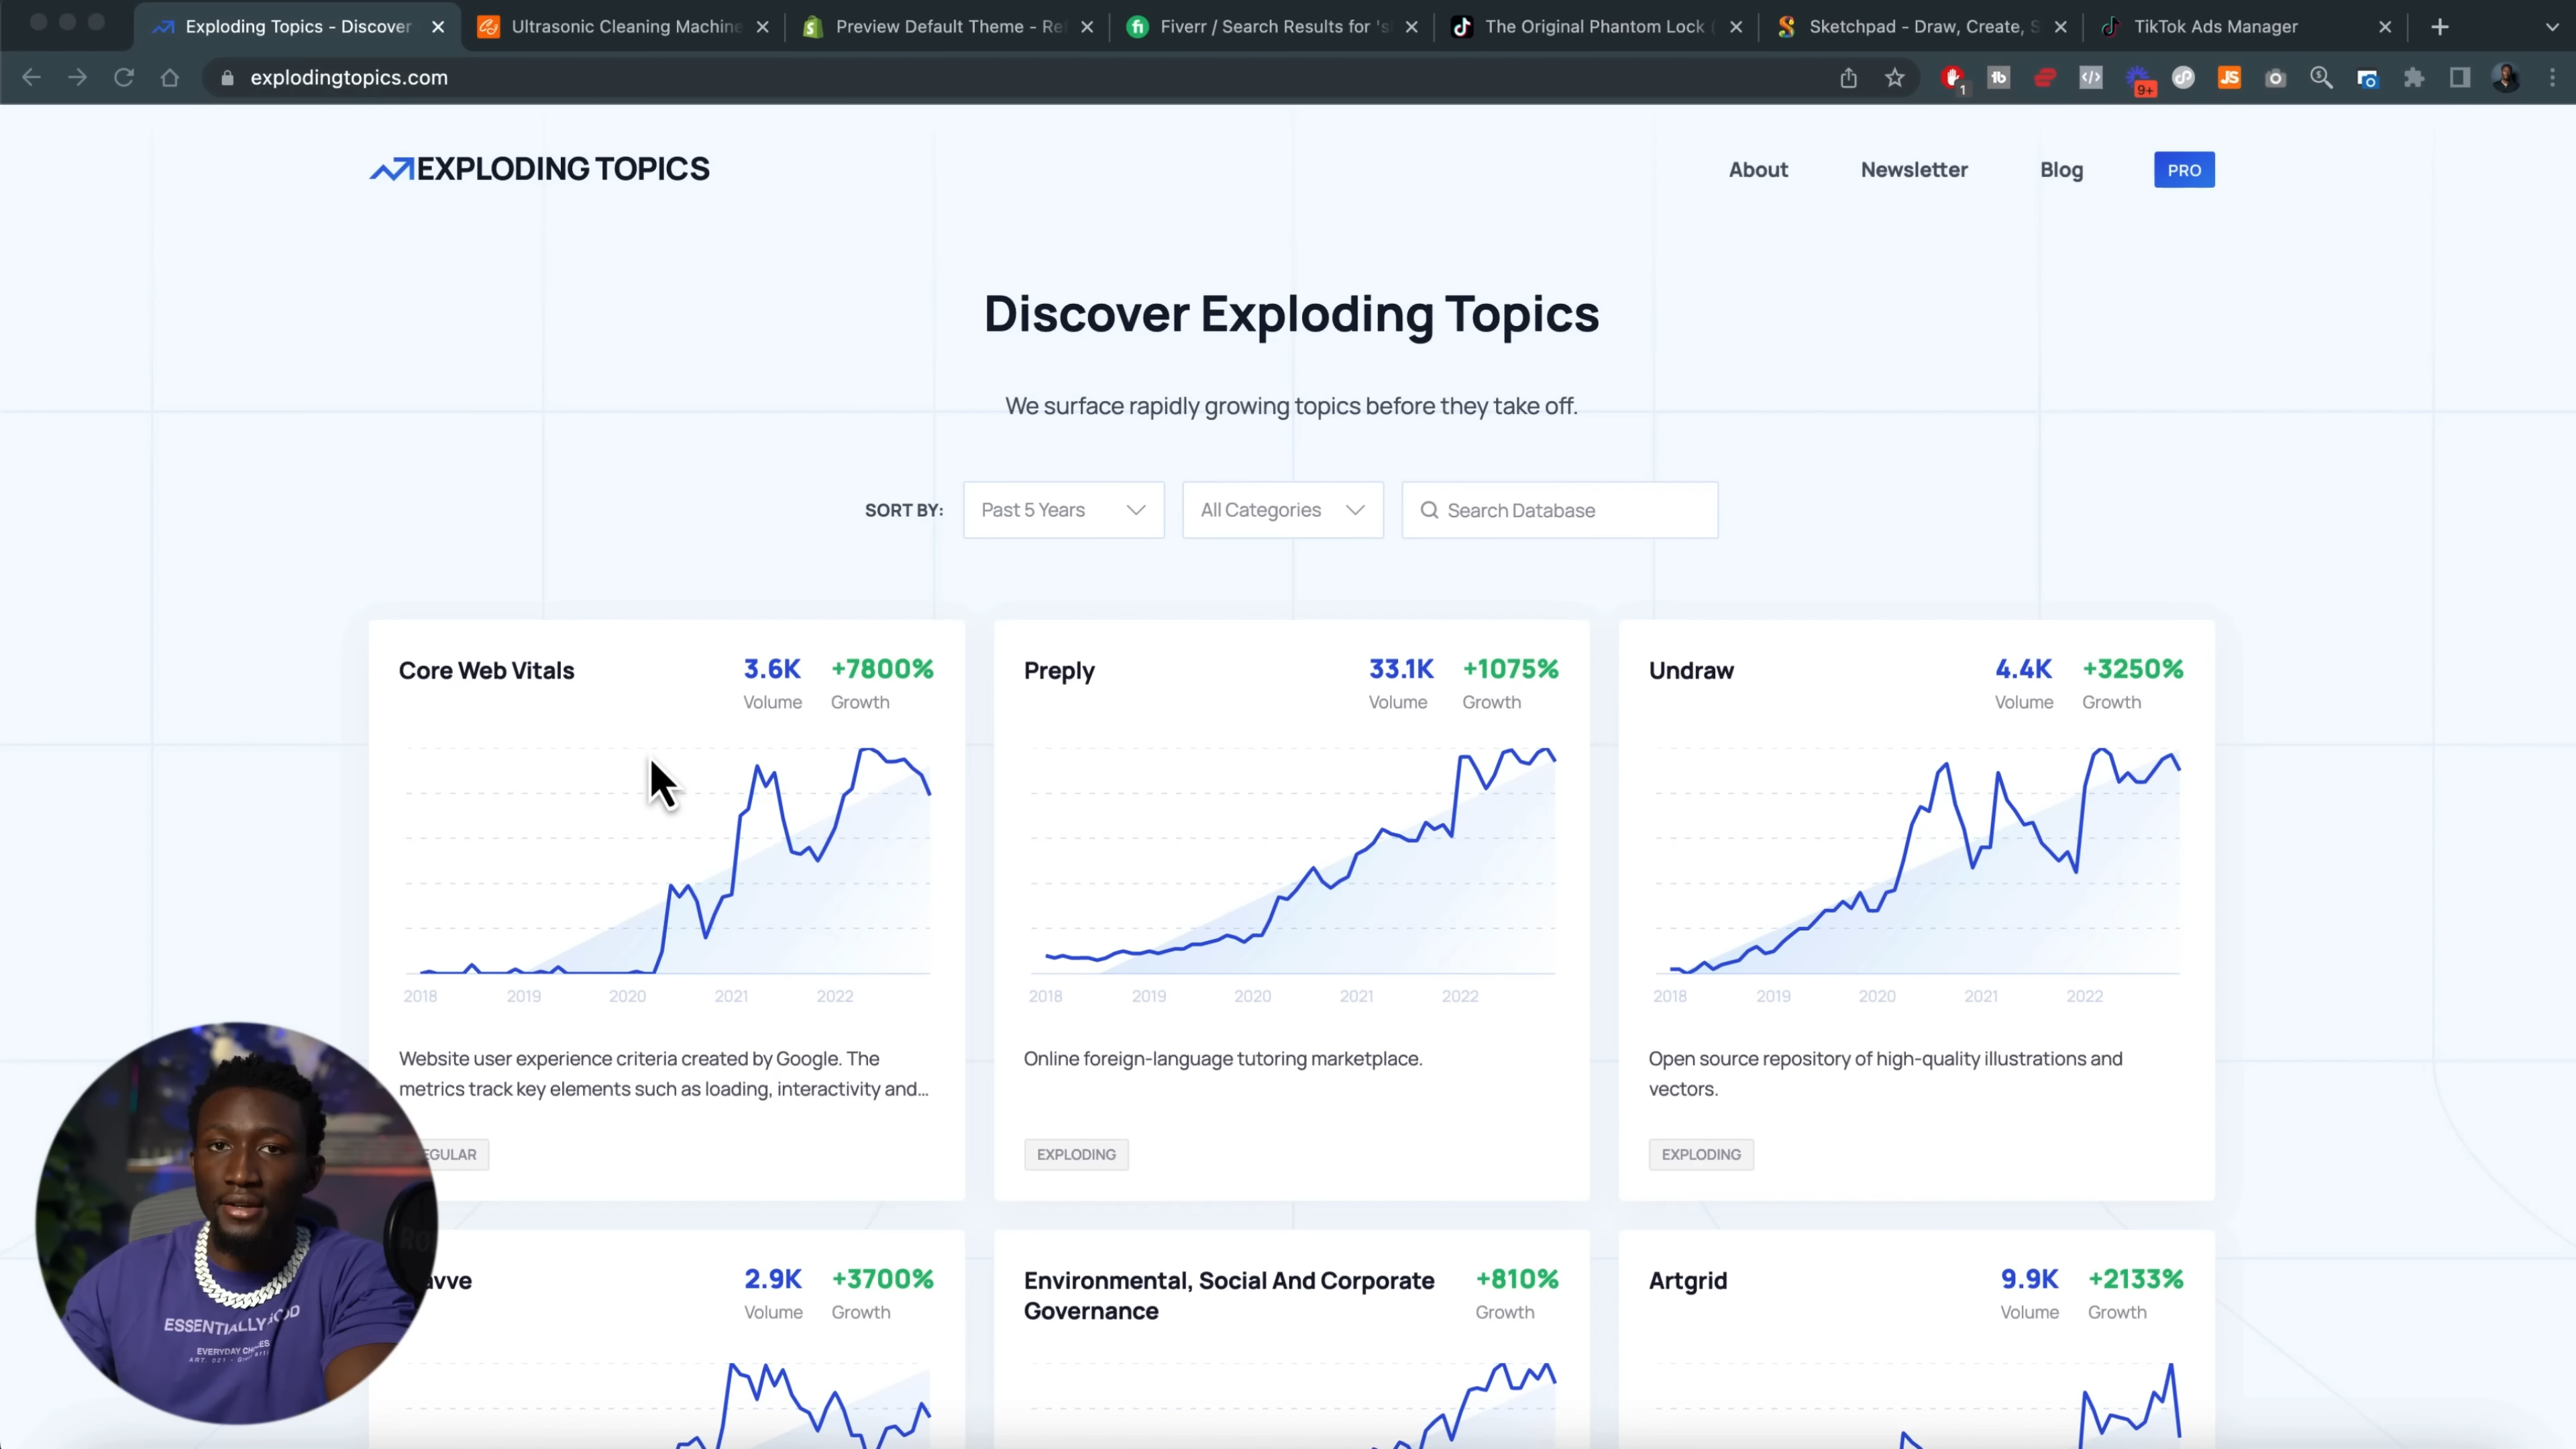 Exploding Topics - Discover
Ultrasonic Cleaning Machine
Preview Default Theme - Re
Fiverr / Search Results for 's
The Original Phantom Lock
Sketchpad - Draw, Create, S
TikTok Ads Manager
explodingtopics.com
1
9+
EXPLODING TOPICS
About
Newsletter
Blog
PRO
Discover Exploding Topics
We surface rapidly growing topics before they take off.
SORT BY:
Past 5 Years
All Categories
Search Database
Core Web Vitals
3.6K
+7800%
Volume
Growth
2018 2019 2020 2021 2022
Website user experience criteria created by Google. The
metrics track key elements such as loading, interactivity and...
EGULAR
Preply
33.1K
+1075%
Volume
Growth
2018 2019 2020 2021 2022
Online foreign-language tutoring marketplace.
EXPLODING
Undraw
4.4K
+3250%
Volume
Growth
2018 2019 2020 2021 2022
Open source repository of high-quality illustrations and
vectors.
EXPLODING
avve
2.9K
+3700%
Volume
Growth
Environmental, Social And Corporate
Governance
+810%
Growth
Artgrid
9.9K
+2133%
Volume
Growth
ESSENTIALLY
EVERYDAY